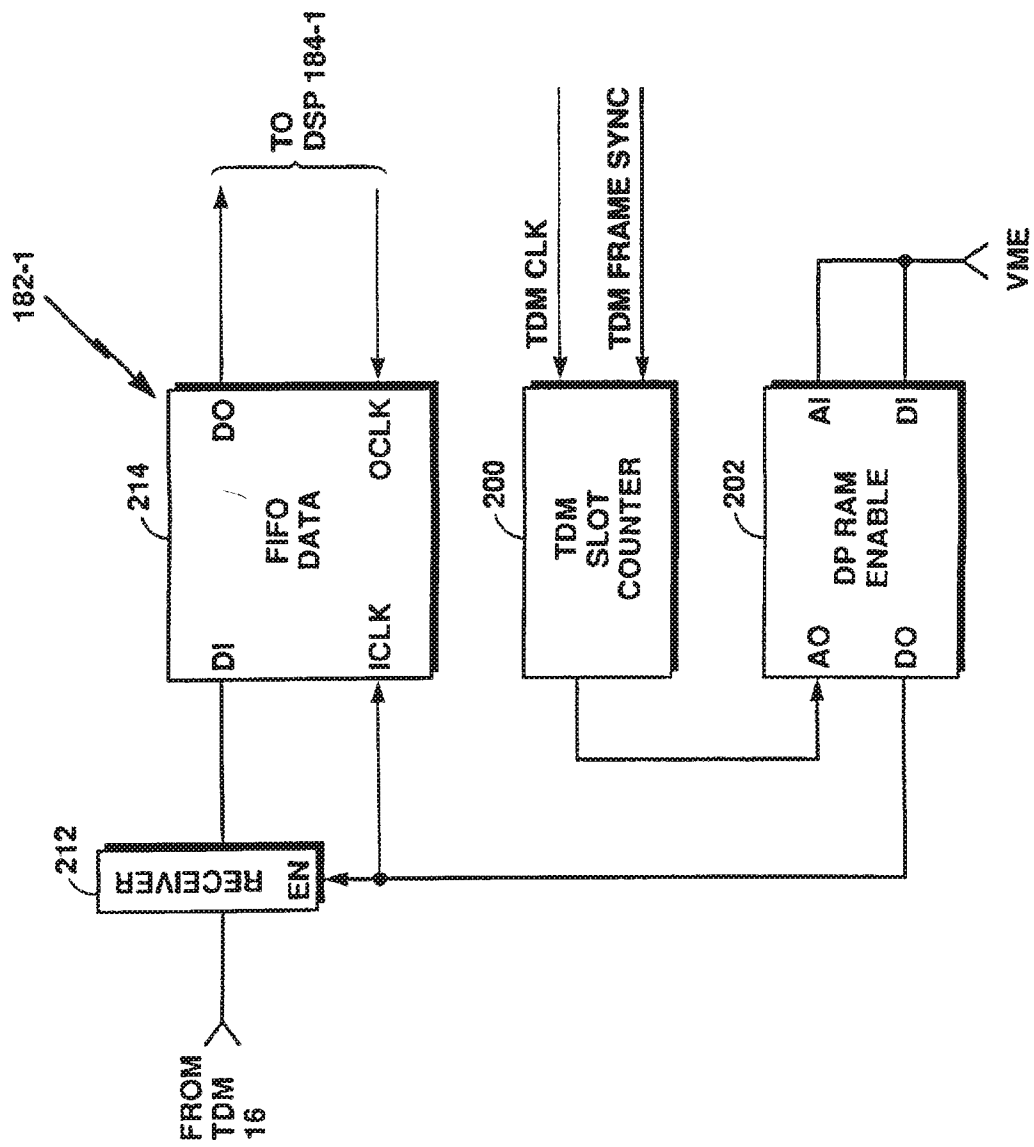 182-1
212
RECEIVER
EN
FROM
TDM
16
214
DI
DO
FIFO
DATA
ICLK
OCLK
TO
DSP 184-1
200
TDM
SLOT
COUNTER
TDM CLK
TDM FRAME SYNC
202
AO
AI
DP RAM
ENABLE
DO
DI
VME